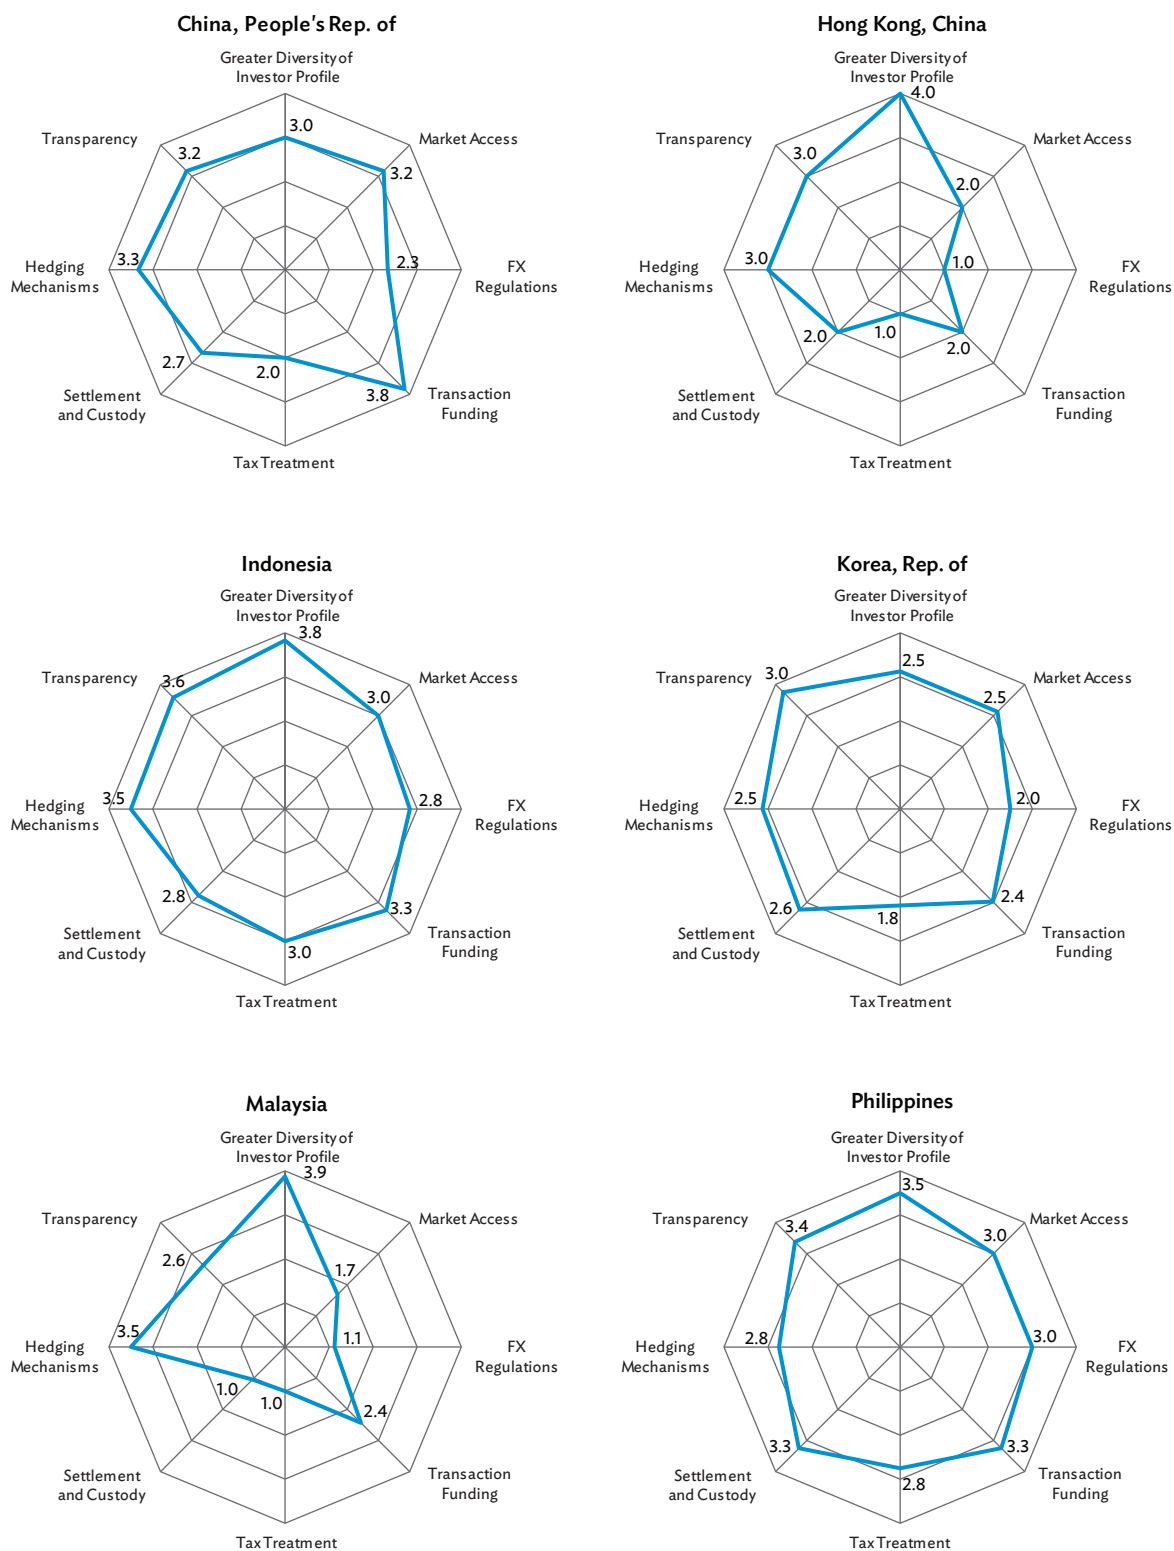 China, People's Rep. of
Greater Diversity of
Investor Profile
3.0
Transparency
3.2
Market Access
3.2
Hedging
Mechanisms
3.3
2.3
FX
Regulations
2.7
2.0
3.8
Settlement
and Custody
Transaction
Funding
Tax Treatment
Hong Kong, China
Greater Diversity of
Investor Profile
4.0
Transparency
3.0
Market Access
2.0
Hedging
Mechanisms
3.0
1.0
FX
Regulations
2.0
1.0
2.0
Settlement
and Custody
Transaction
Funding
Tax Treatment
Indonesia
Greater Diversity of
Investor Profile
3.8
Transparency
3.6
Market Access
3.0
Hedging
Mechanisms
3.5
2.8
FX
Regulations
2.8
3.0
3.3
Settlement
and Custody
Transaction
Funding
Tax Treatment
Korea, Rep. of
Greater Diversity of
Investor Profile
2.5
Transparency
3.0
Market Access
2.5
Hedging
Mechanisms
2.5
2.0
FX
Regulations
2.6
1.8
2.4
Settlement
and Custody
Transaction
Funding
Tax Treatment
Malaysia
Greater Diversity of
Investor Profile
3.9
Transparency
2.6
Market Access
1.7
Hedging
Mechanisms
3.5
1.1
FX
Regulations
1.0
1.0
2.4
Settlement
and Custody
Transaction
Funding
Tax Treatment
Philippines
Greater Diversity of
Investor Profile
3.5
Transparency
3.4
Market Access
3.0
Hedging
Mechanisms
2.8
3.0
FX
Regulations
3.3
2.8
3.3
Settlement
and Custody
Transaction
Funding
Tax Treatment